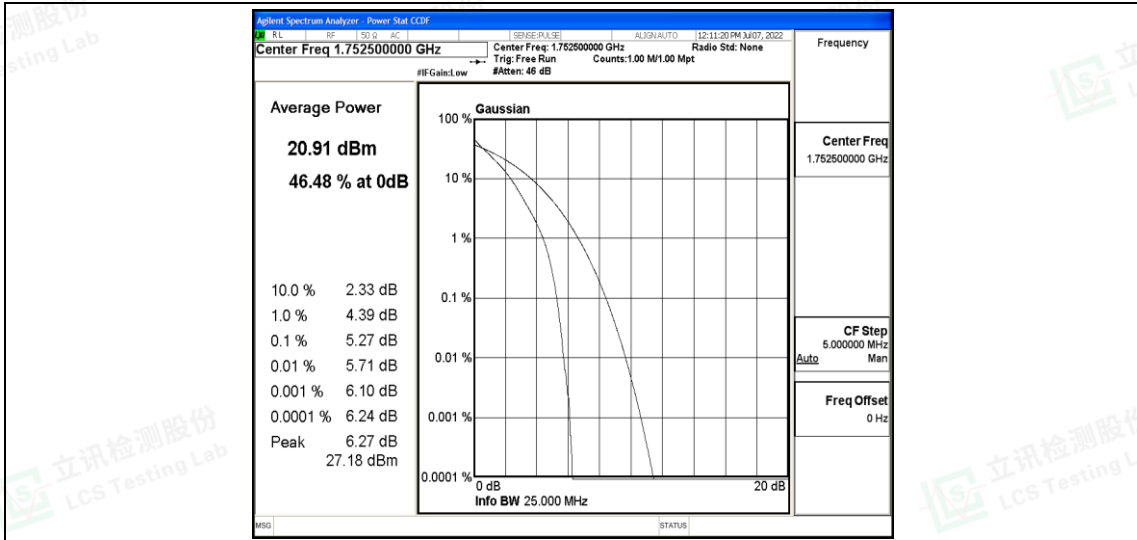 Agilent Spectrum Analyzer - Power Stat CCDF
RL RF 50 Ω AC SENSE:PULSE ALIGNAUTO 12:11:20 PM Jul 07, 2022
Center Freq 1.752500000 GHz
Center Freq: 1.752500000 GHz Radio Std: None
Trig: Free Run Counts:1.00 M/1.00 Mpt
#IFGain:Low #Atten: 46 dB
Frequency
Average Power
20.91 dBm
46.48 % at 0dB
10.0 % 2.33 dB
1.0 % 4.39 dB
0.1 % 5.27 dB
0.01 % 5.71 dB
0.001 % 6.10 dB
0.0001 % 6.24 dB
Peak 6.27 dB
27.18 dBm
Gaussian
100 %
10 %
1 %
0.1 %
0.01 %
0.001 %
0.0001 %
0 dB 20 dB
Info BW 25.000 MHz
Center Freq
1.752500000 GHz
CF Step
5.000000 MHz
Auto Man
Freq Offset
0 Hz
MSG STATUS
立讯检测股份
LCS Testing Lab
立讯检测股份
LCS Testing L
测股份
esting Lab
立
L